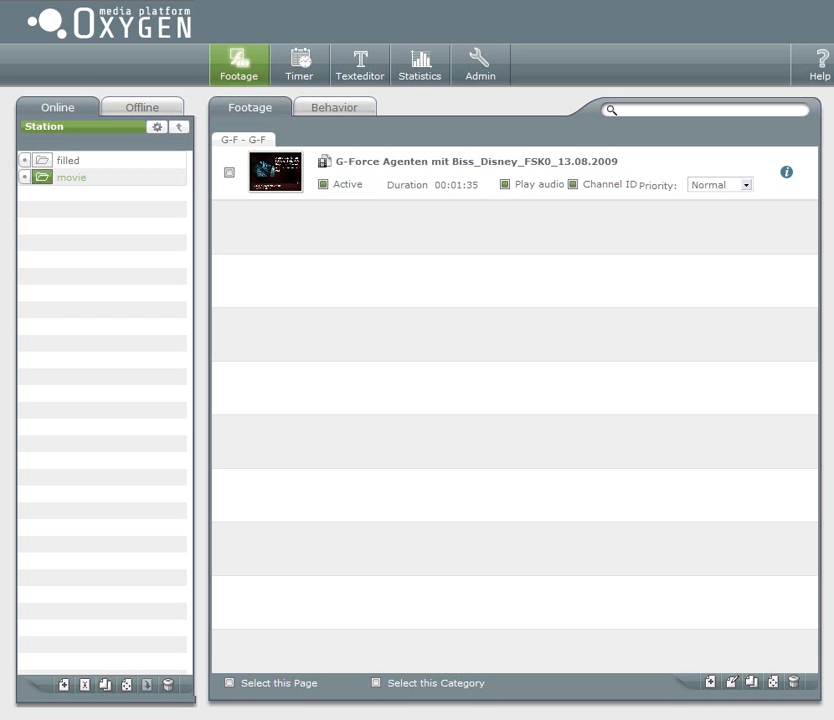 media platform
OXYGEN
Footage
Timer
Texteditor
Statistics
Admin
Help
Online
Offline
Station
filled
movie
Footage
Behavior
G-F - G-F
G-Force Agenten mit Biss_Disney_FSK0_13.08.2009
Active
Duration 00:01:35
Play audio
Channel ID
Priority:
Normal
Select this Page
Select this Category